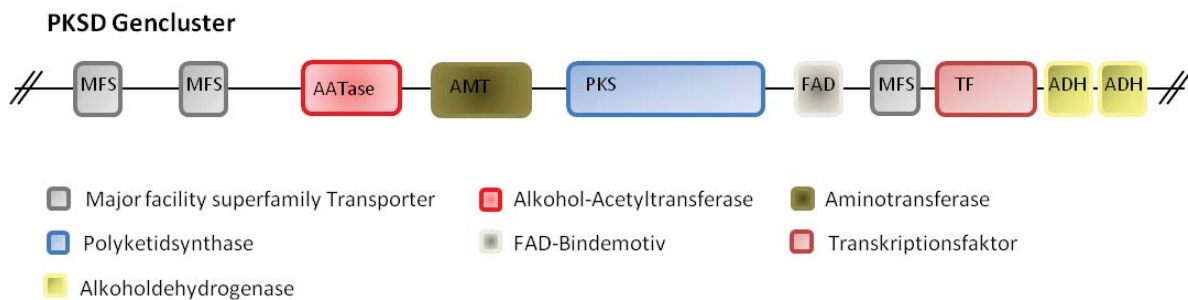 PKSD Gencluster
MFS MFS AATase AMT PKS FAD MFS TF ADH ADH
Major facility superfamily Transporter Alkohol-Acetyltransferase Aminotransferase
Polyketidsynthase FAD-Bindemotiv Transkriptionsfaktor
Alkoholdehydrogenase